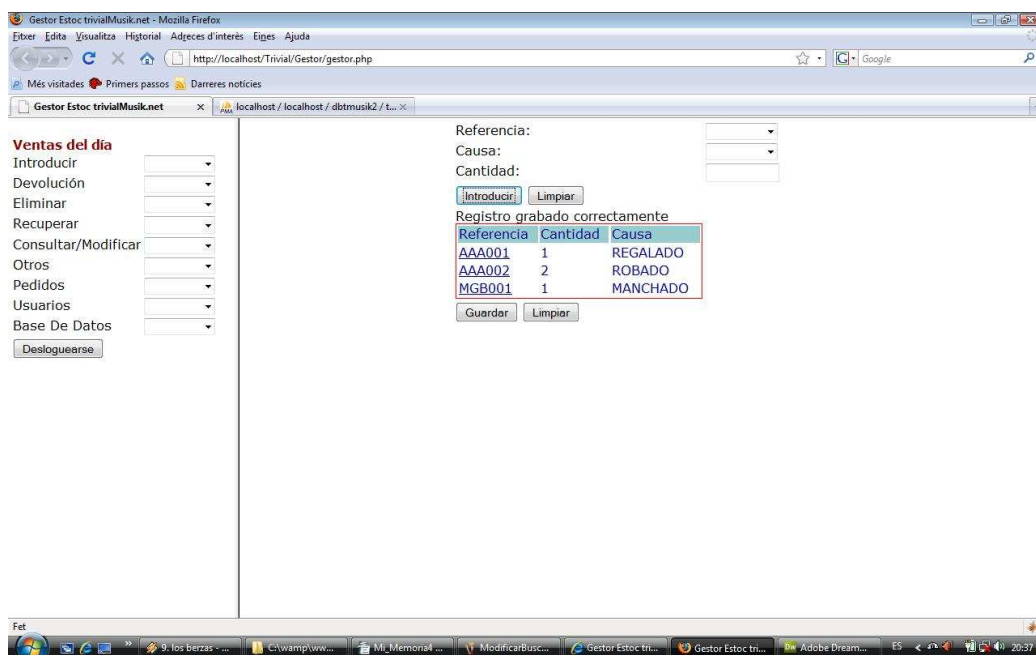 Gestor Estoc trivialMusik.net - Mozilla Firefox
Fitxer Edita Visualitza Historial Adreces d'interès Eines Ajuda
http://localhost/Trivial/Gestor/gestor.php
Google
Més visitades Primers passos Darreres notícies
Gestor Estoc trivialMusik.net
localhost / localhost / dbtmusik2 / t...
Ventas del día
Introducir
Devolución
Eliminar
Recuperar
Consultar/Modificar
Otros
Pedidos
Usuarios
Base De Datos
Desloguearse
Referencia:
Causa:
Cantidad:
Introducir Limpiar
Registro grabado correctamente
Referencia Cantidad Causa
AAA001 1 REGALADO
AAA002 2 ROBADO
MGB001 1 MANCHADO
Guardar Limpiar
Fet
9. los berzas - ... C:\wamp\ww... Mi_Memoria4 ... ModificarBusc... Gestor Estoc tri... Gestor Estoc tri... Adobe Dream... ES 20:37